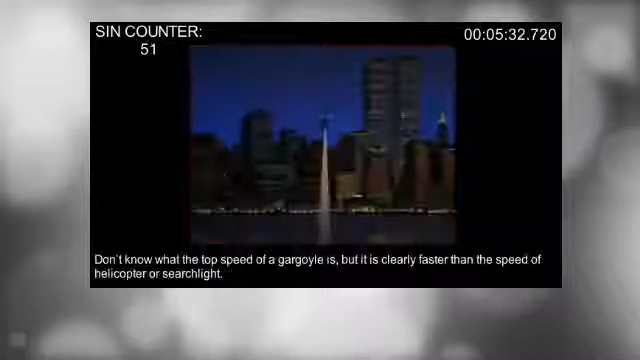 SIN COUNTER:
51
00:05:32.720
Don't know what the top speed of a gargoyle is, but it is clearly faster than the speed of
helicopter or searchlight.